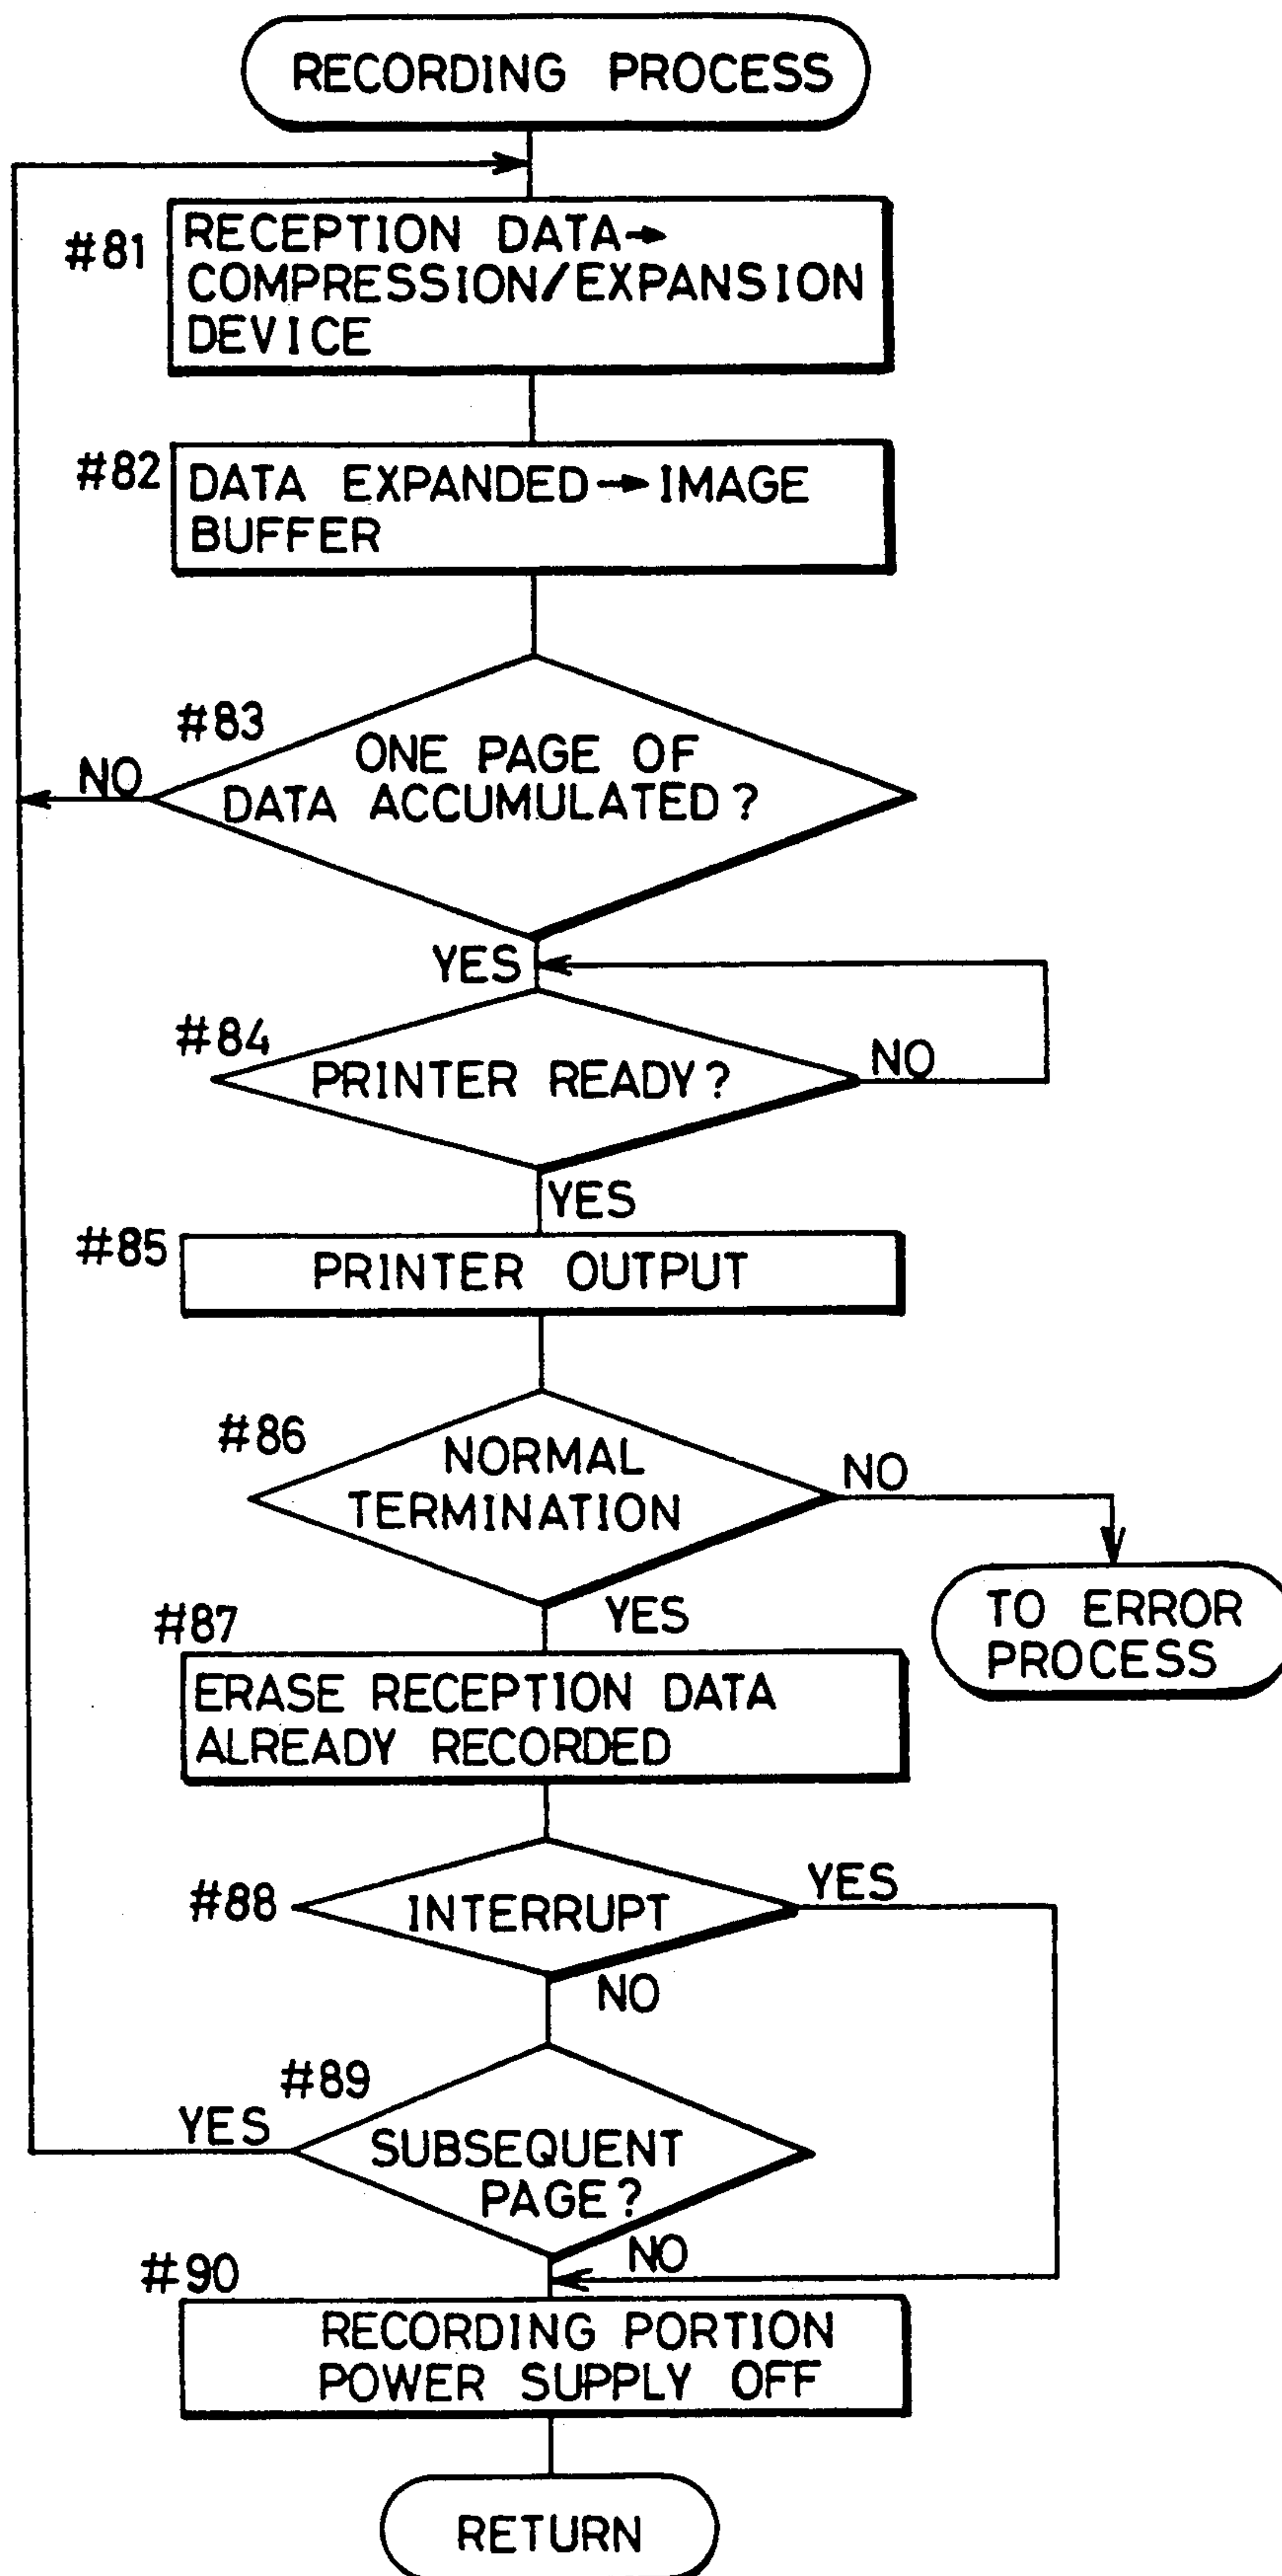 RECORDING PROCESS
#81
RECEPTION DATA→
COMPRESSION/EXPANSION
DEVICE
#82
DATA EXPANDED→IMAGE
BUFFER
#83
ONE PAGE OF
DATA ACCUMULATED?
NO
YES
#84
PRINTER READY?
NO
YES
#85
PRINTER OUTPUT
#86
NORMAL
TERMINATION
NO
TO ERROR
PROCESS
YES
#87
ERASE RECEPTION DATA
ALREADY RECORDED
#88
INTERRUPT
YES
NO
#89
YES
SUBSEQUENT
PAGE?
NO
#90
RECORDING PORTION
POWER SUPPLY OFF
RETURN